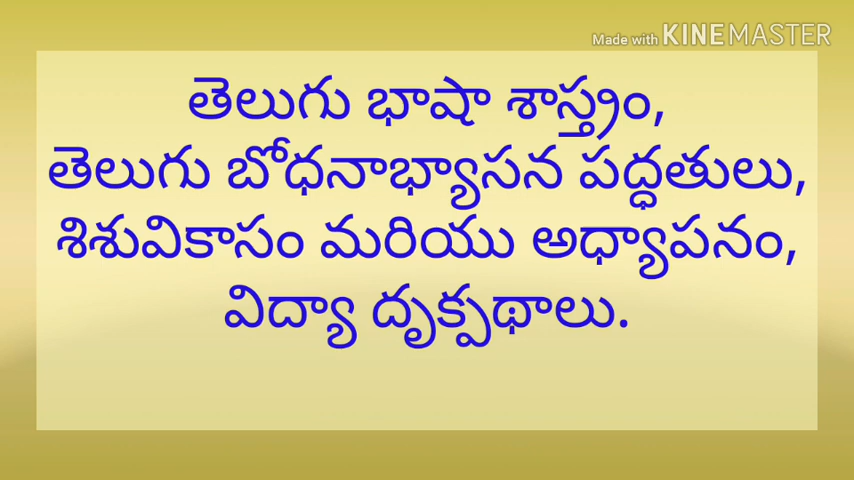 Made with KINEMASTER
తెలుగు భాషా శాస్త్రం,
తెలుగు బోధనాభ్యాసన పద్ధతులు,
శిశువికాసం మరియు అధ్యాపనం,
విద్యా దృక్పథాలు.